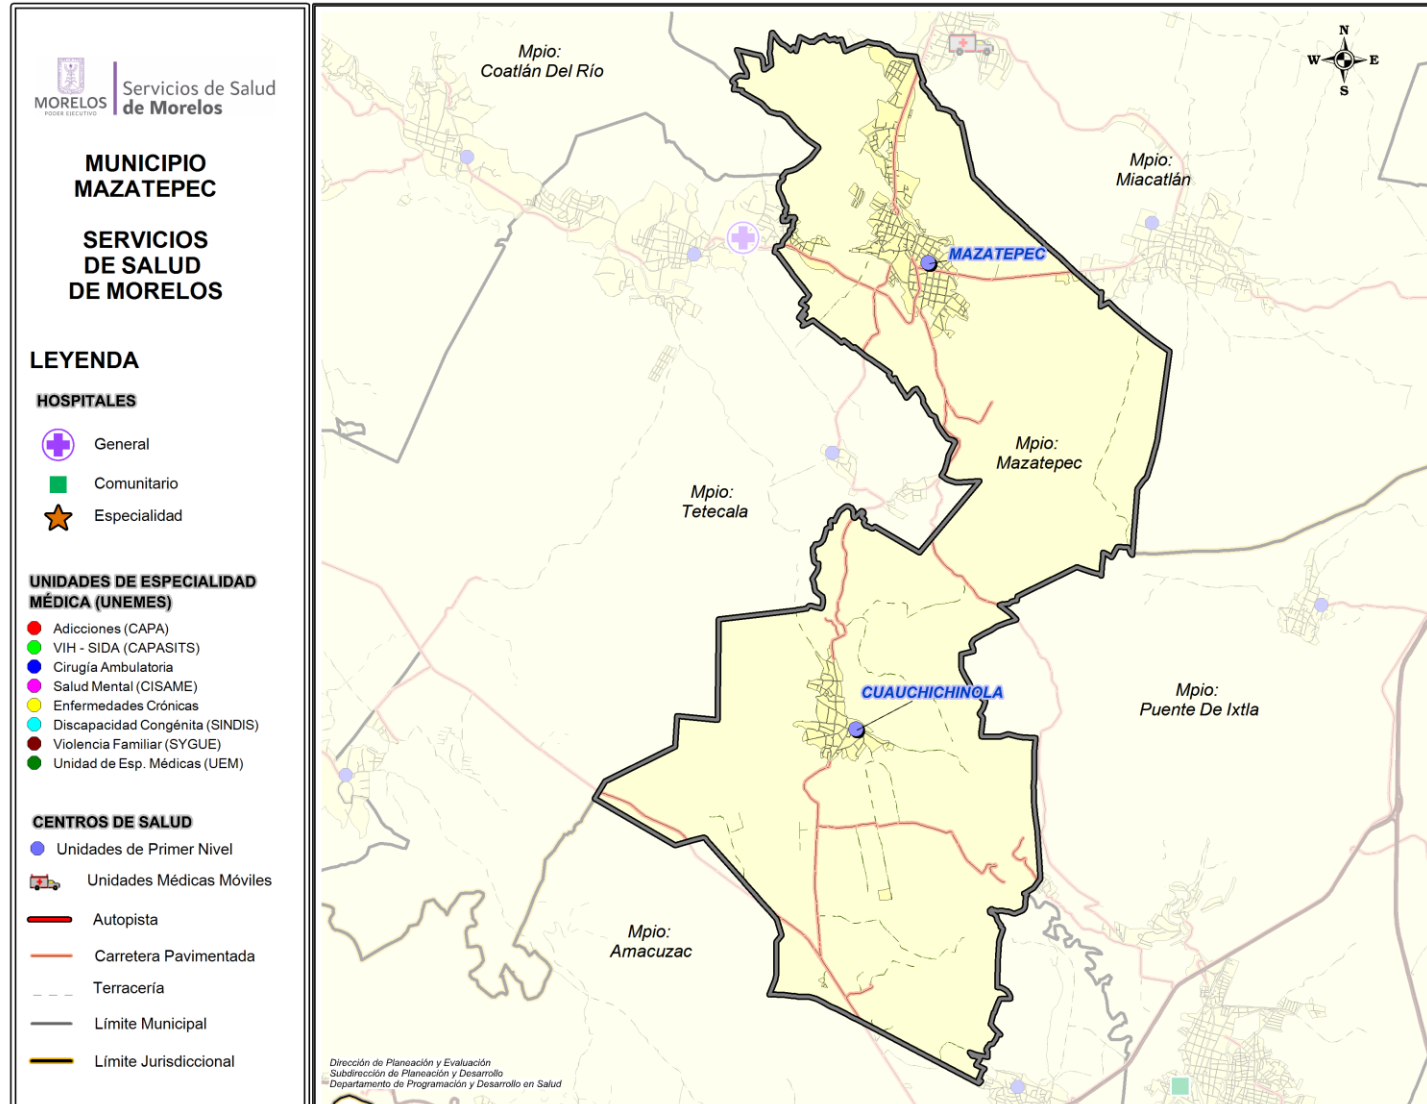 MORELOS
PODER EJECUTIVO
Servicios de Salud
de Morelos
MUNICIPIO
MAZATEPEC
SERVICIOS
DE SALUD
DE MORELOS
LEYENDA
HOSPITALES
General
Comunitario
Especialidad
UNIDADES DE ESPECIALIDAD
MÉDICA (UNEMES)
Adicciones (CAPA)
VIH - SIDA (CAPASITS)
Cirugía Ambulatoria
Salud Mental (CISAME)
Enfermedades Crónicas
Discapacidad Congénita (SINDIS)
Violencia Familiar (SYGUE)
Unidad de Esp. Médicas (UEM)
CENTROS DE SALUD
Unidades de Primer Nivel
Unidades Médicas Móviles
Autopista
Carretera Pavimentada
Terracería
Límite Municipal
Límite Jurisdiccional
Mpio:
Coatlán Del Río
N
W E
S
Mpio:
Miacatlán
MAZATEPEC
Mpio:
Mazatepec
Mpio:
Tetecala
CUAUCHICHINOLA
Mpio:
Puente De Ixtla
Mpio:
Amacuzac
Dirección de Planeación y Evaluación
Subdirección de Planeación y Desarrollo
Departamento de Programación y Desarrollo en Salud